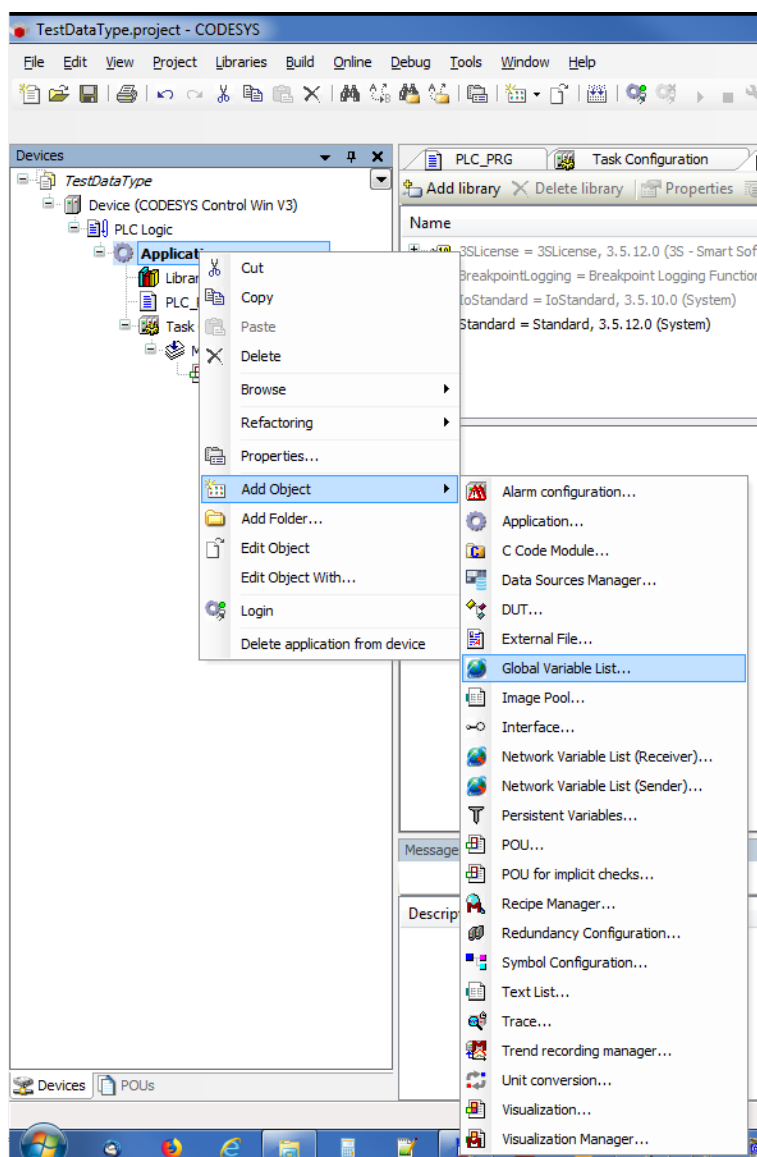 TestDataType.project - CODESYS
File Edit View Project Libraries Build Online Debug Tools Window Help
Devices
TestDataType
Device (CODESYS Control Win V3)
PLC Logic
Application
Library
PLC_
Task
Devices POUs
PLC_PRG Task Configuration
Add library Delete library Properties
Name
3SLicense = 3SLicense, 3.5.12.0 (3S - Smart Sof
BreakpointLogging = Breakpoint Logging Function
IoStandard = IoStandard, 3.5.10.0 (System)
Standard = Standard, 3.5.12.0 (System)
Message
Descrip
Cut
Copy
Paste
Delete
Browse
Refactoring
Properties...
Add Object
Add Folder...
Edit Object
Edit Object With...
Login
Delete application from device
Alarm configuration...
Application...
C Code Module...
Data Sources Manager...
DUT...
External File...
Global Variable List...
Image Pool...
Interface...
Network Variable List (Receiver)...
Network Variable List (Sender)...
Persistent Variables...
POU...
POU for implicit checks...
Recipe Manager...
Redundancy Configuration...
Symbol Configuration...
Text List...
Trace...
Trend recording manager...
Unit conversion...
Visualization...
Visualization Manager...